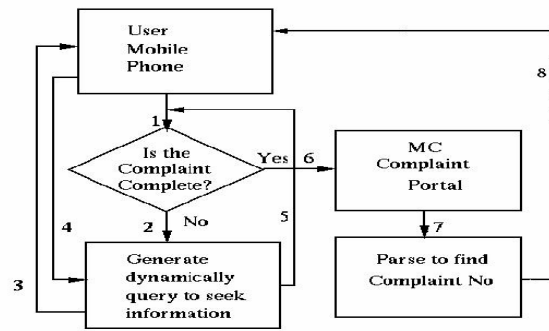 User
Mobile
Phone
8
1
Is the
Complaint
Complete?
Yes 6
MC
Complaint
Portal
2 No
4
5
7
3
Generate
dynamically
query to seek
information
Parse to find
Complaint No